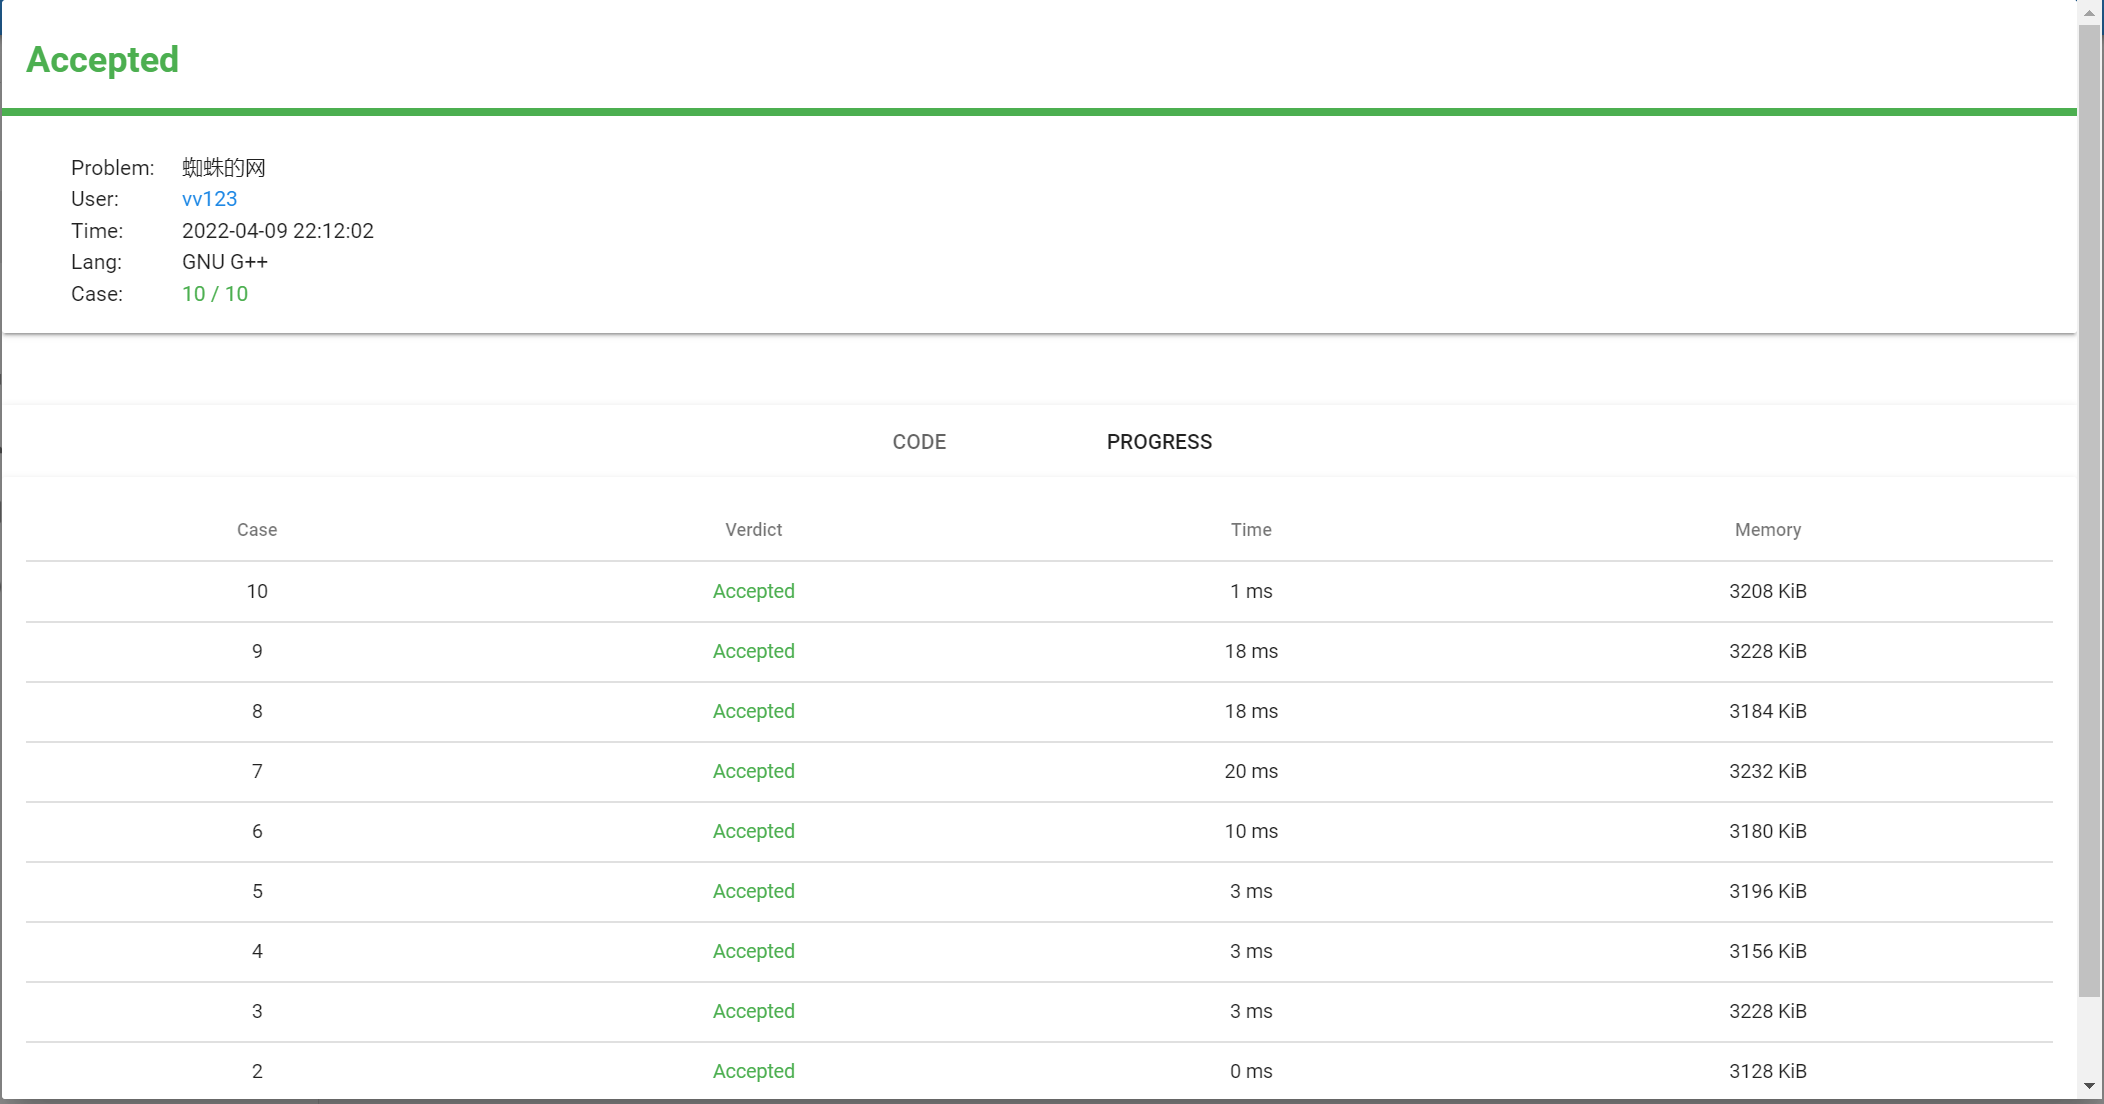 Accepted
Problem: 蜘蛛的网
User: vv123
Time: 2022-04-09 22:12:02
Lang: GNU G++
Case: 10 / 10
CODE PROGRESS
Case Verdict Time Memory
10 Accepted 1 ms 3208 KiB
9 Accepted 18 ms 3228 KiB
8 Accepted 18 ms 3184 KiB
7 Accepted 20 ms 3232 KiB
6 Accepted 10 ms 3180 KiB
5 Accepted 3 ms 3196 KiB
4 Accepted 3 ms 3156 KiB
3 Accepted 3 ms 3228 KiB
2 Accepted 0 ms 3128 KiB